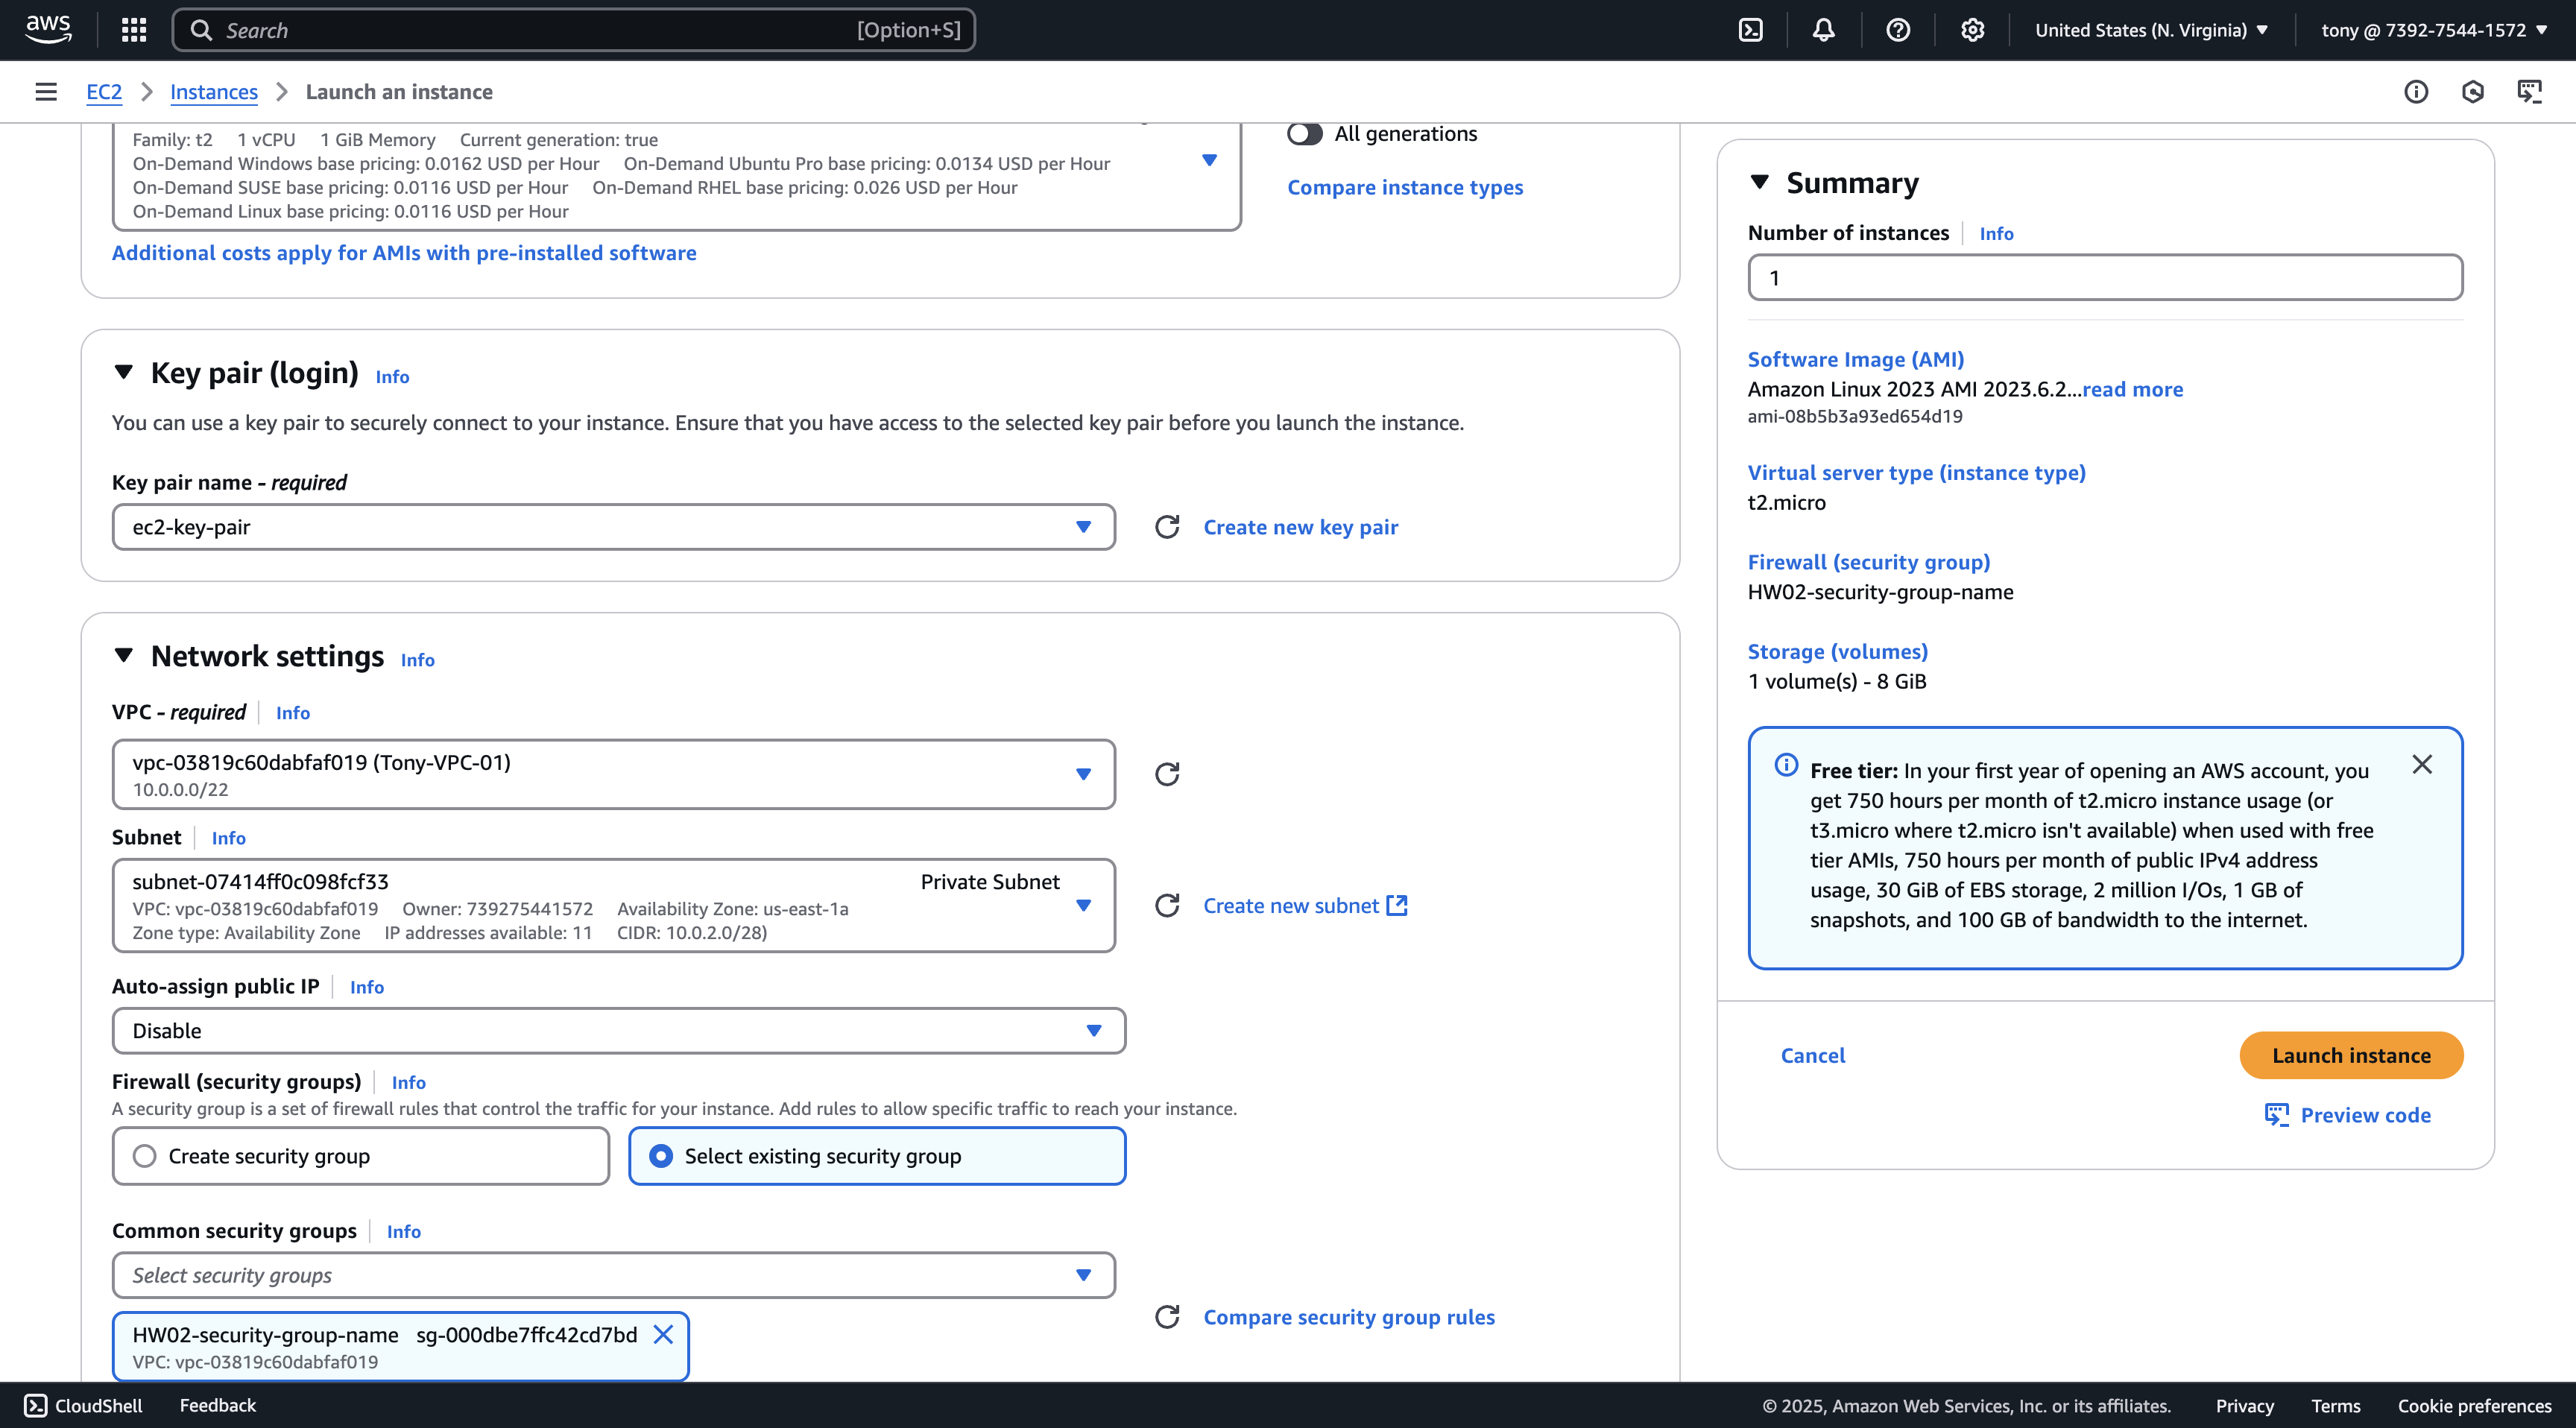 aws
Search
[Option+S]
United States (N. Virginia)
tony @ 7392-7544-1572
EC2
Instances
Launch an instance
Family: t2 1 vCPU 1 GiB Memory Current generation: true
On-Demand Windows base pricing: 0.0162 USD per Hour On-Demand Ubuntu Pro base pricing: 0.0134 USD per Hour
On-Demand SUSE base pricing: 0.0116 USD per Hour On-Demand RHEL base pricing: 0.026 USD per Hour
On-Demand Linux base pricing: 0.0116 USD per Hour
All generations
Compare instance types
Additional costs apply for AMIs with pre-installed software
Key pair (login) Info
You can use a key pair to securely connect to your instance. Ensure that you have access to the selected key pair before you launch the instance.
Key pair name - required
ec2-key-pair
Create new key pair
Network settings Info
VPC - required Info
vpc-03819c60dabfaf019 (Tony-VPC-01)
10.0.0.0/22
Subnet Info
subnet-07414ff0c098fcf33 Private Subnet
VPC: vpc-03819c60dabfaf019 Owner: 739275441572 Availability Zone: us-east-1a
Zone type: Availability Zone IP addresses available: 11 CIDR: 10.0.2.0/28)
Create new subnet
Auto-assign public IP Info
Disable
Firewall (security groups) Info
A security group is a set of firewall rules that control the traffic for your instance. Add rules to allow specific traffic to reach your instance.
Create security group
Select existing security group
Common security groups Info
Select security groups
HW02-security-group-name sg-000dbe7ffc42cd7bd
VPC: vpc-03819c60dabfaf019
Compare security group rules
Summary
Number of instances Info
1
Software Image (AMI)
Amazon Linux 2023 AMI 2023.6.2...read more
ami-08b5b3a93ed654d19
Virtual server type (instance type)
t2.micro
Firewall (security group)
HW02-security-group-name
Storage (volumes)
1 volume(s) - 8 GiB
Free tier: In your first year of opening an AWS account, you
get 750 hours per month of t2.micro instance usage (or
t3.micro where t2.micro isn't available) when used with free
tier AMIs, 750 hours per month of public IPv4 address
usage, 30 GiB of EBS storage, 2 million I/Os, 1 GB of
snapshots, and 100 GB of bandwidth to the internet.
Cancel
Launch instance
Preview code
CloudShell
Feedback
© 2025, Amazon Web Services, Inc. or its affiliates.
Privacy
Terms
Cookie preferences